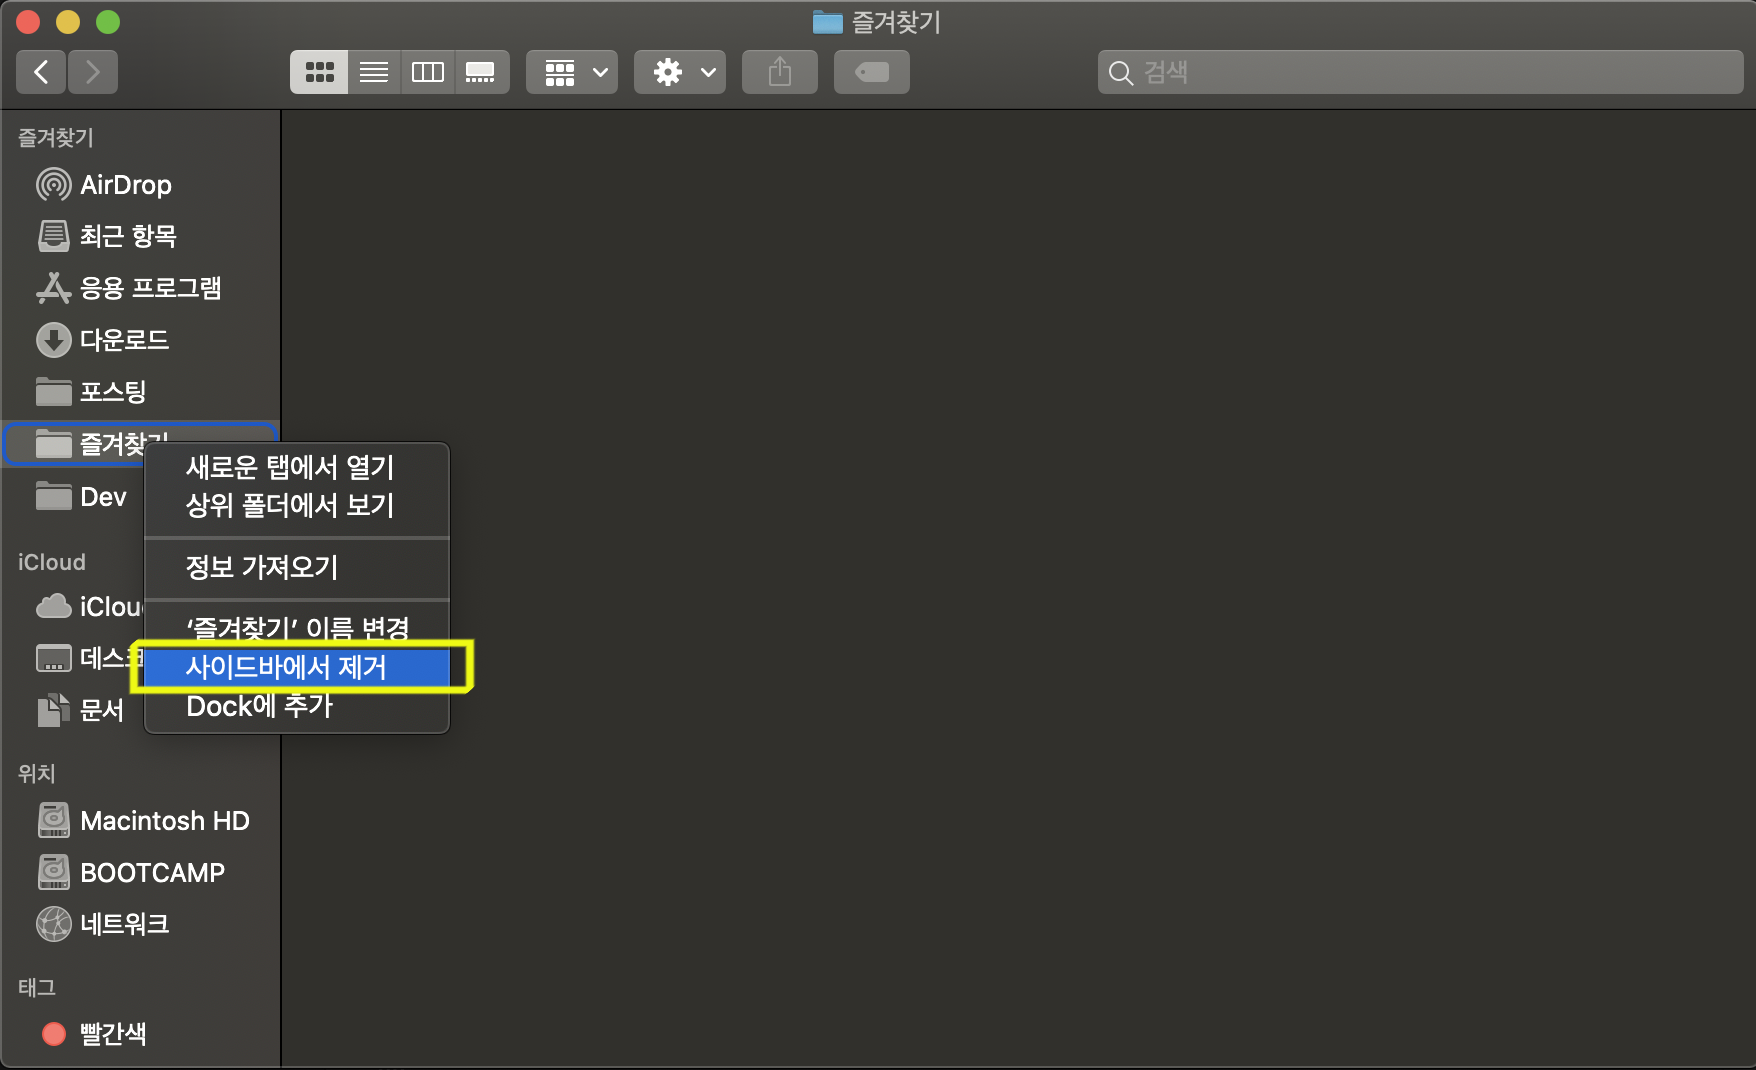 즐겨찾기
검색
즐겨찾기
AirDrop
최근 항목
응용 프로그램
다운로드
포스팅
즐겨찾기
Dev
iCloud
iClou
데스크
문서
위치
Macintosh HD
BOOTCAMP
네트워크
태그
빨간색
새로운 탭에서 열기
상위 폴더에서 보기
정보 가져오기
‘즐겨찾기’ 이름 변경
사이드바에서 제거
Dock에 추가